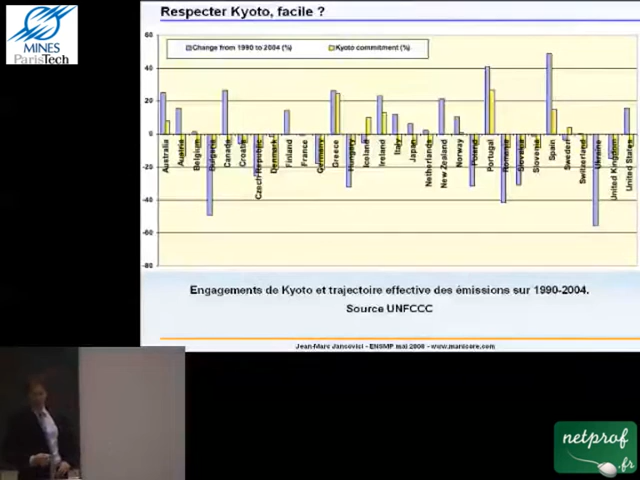 Respecter Kyoto, facile ?
MINES
ParisTech
60
Change from 1990 to 2004 (%)
Kyoto commitment (%)
40
20
0
-20
-40
-60
-80
Australia
Austria
Belgium
Bulgaria
Canada
Croatia
Czech Republic
Denmark
Finland
France
Germany
Greece
Hungary
Iceland
Ireland
Italy
Japan
Netherlands
New Zealand
Norway
Poland
Portugal
Romania
Slovakia
Slovenia
Spain
Sweden
Switzerland
Ukraine
United Kingdom
United States
Engagements de Kyoto et trajectoire effective des émissions sur 1990-2004.
Source UNFCCC
Jean-Marc Jancovici - ENSMP mai 2008 - www.manicore.com
netprof
.fr